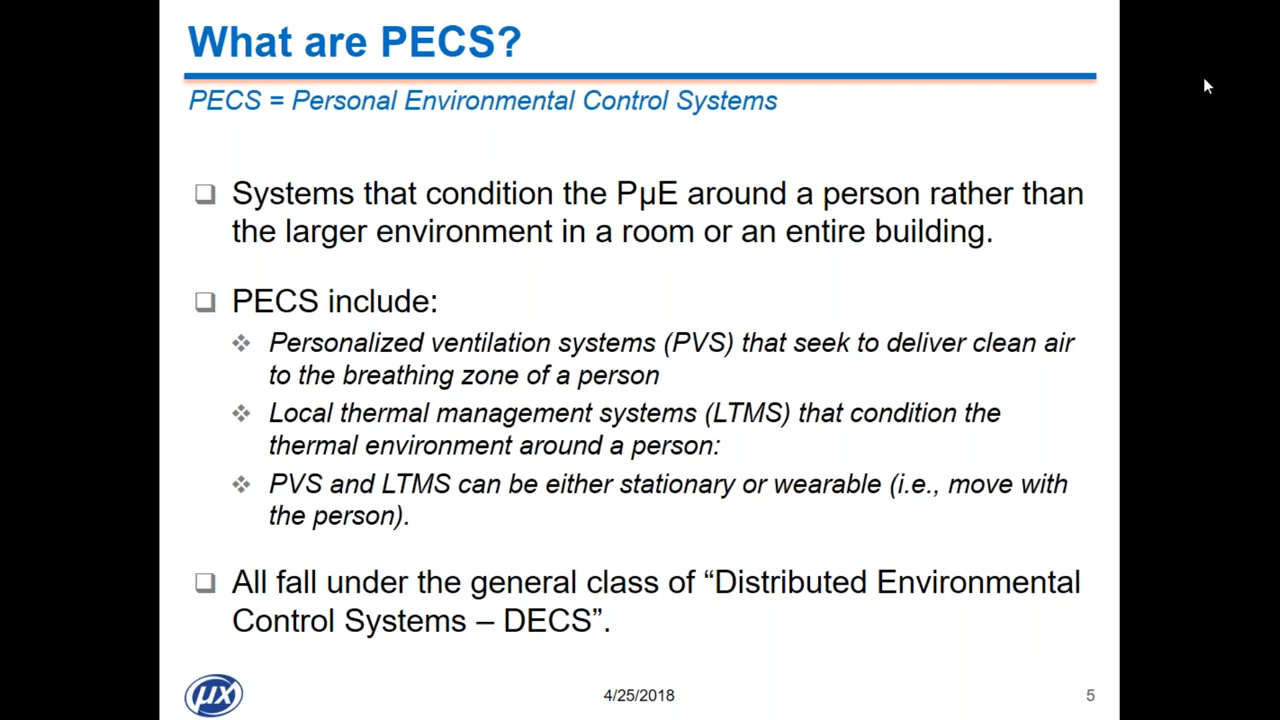 What are PECS?
PECS = Personal Environmental Control Systems
Systems that condition the PµE around a person rather than
the larger environment in a room or an entire building.
PECS include:
Personalized ventilation systems (PVS) that seek to deliver clean air
to the breathing zone of a person
Local thermal management systems (LTMS) that condition the
thermal environment around a person:
PVS and LTMS can be either stationary or wearable (i.e., move with
the person).
All fall under the general class of “Distributed Environmental
Control Systems – DECS”.
µx
4/25/2018
5